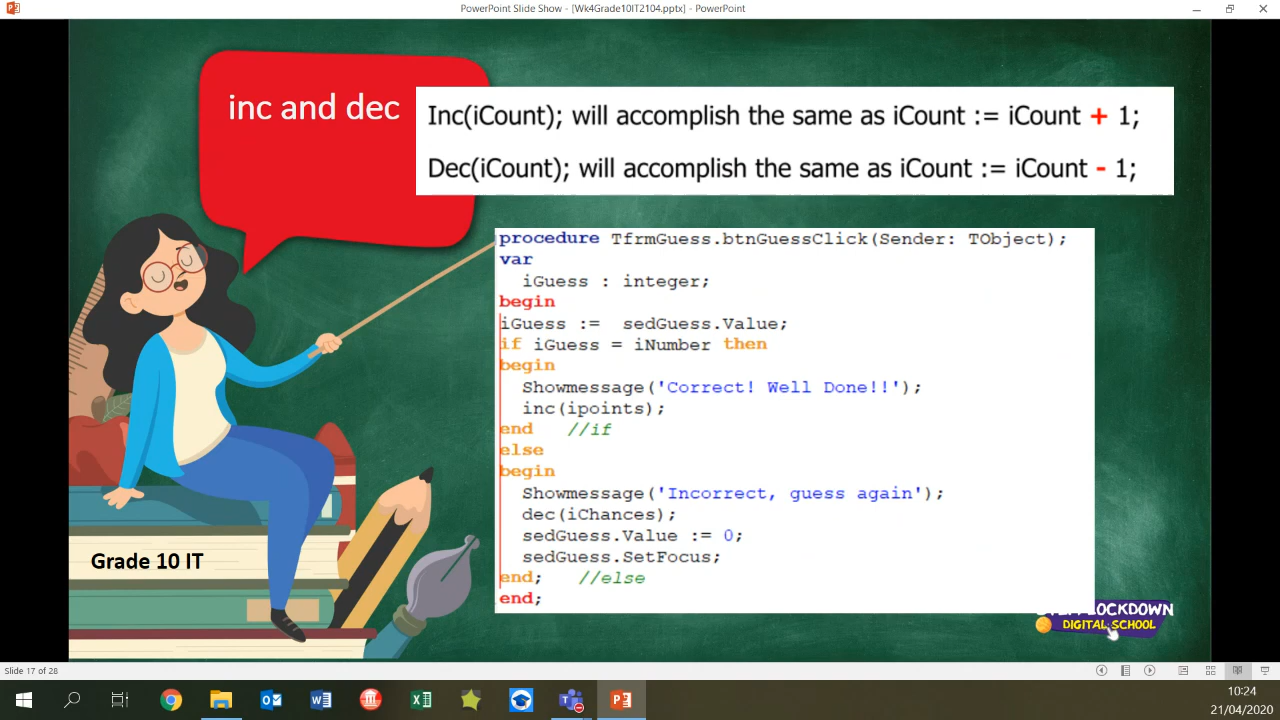 PowerPoint Slide Show - [Wk4Grade10IT2104.pptx] - PowerPoint
inc and dec
Inc(iCount); will accomplish the same as iCount := iCount + 1;
Dec(iCount); will accomplish the same as iCount := iCount - 1;
procedure TfrmGuess.btnGuessClick(Sender: TObject);
var
iGuess : integer;
begin
iGuess := sedGuess.Value;
if iGuess = iNumber then
begin
Showmessage('Correct! Well Done!!');
inc(ipoints);
end //if
else
begin
Showmessage('Incorrect, guess again');
dec(iChances);
sedGuess.Value := 0;
sedGuess.SetFocus;
end; //else
end;
Grade 10 IT
LOCKDOWN
DIGITAL SCHOOL
Slide 17 of 28
10:24
21/04/2020